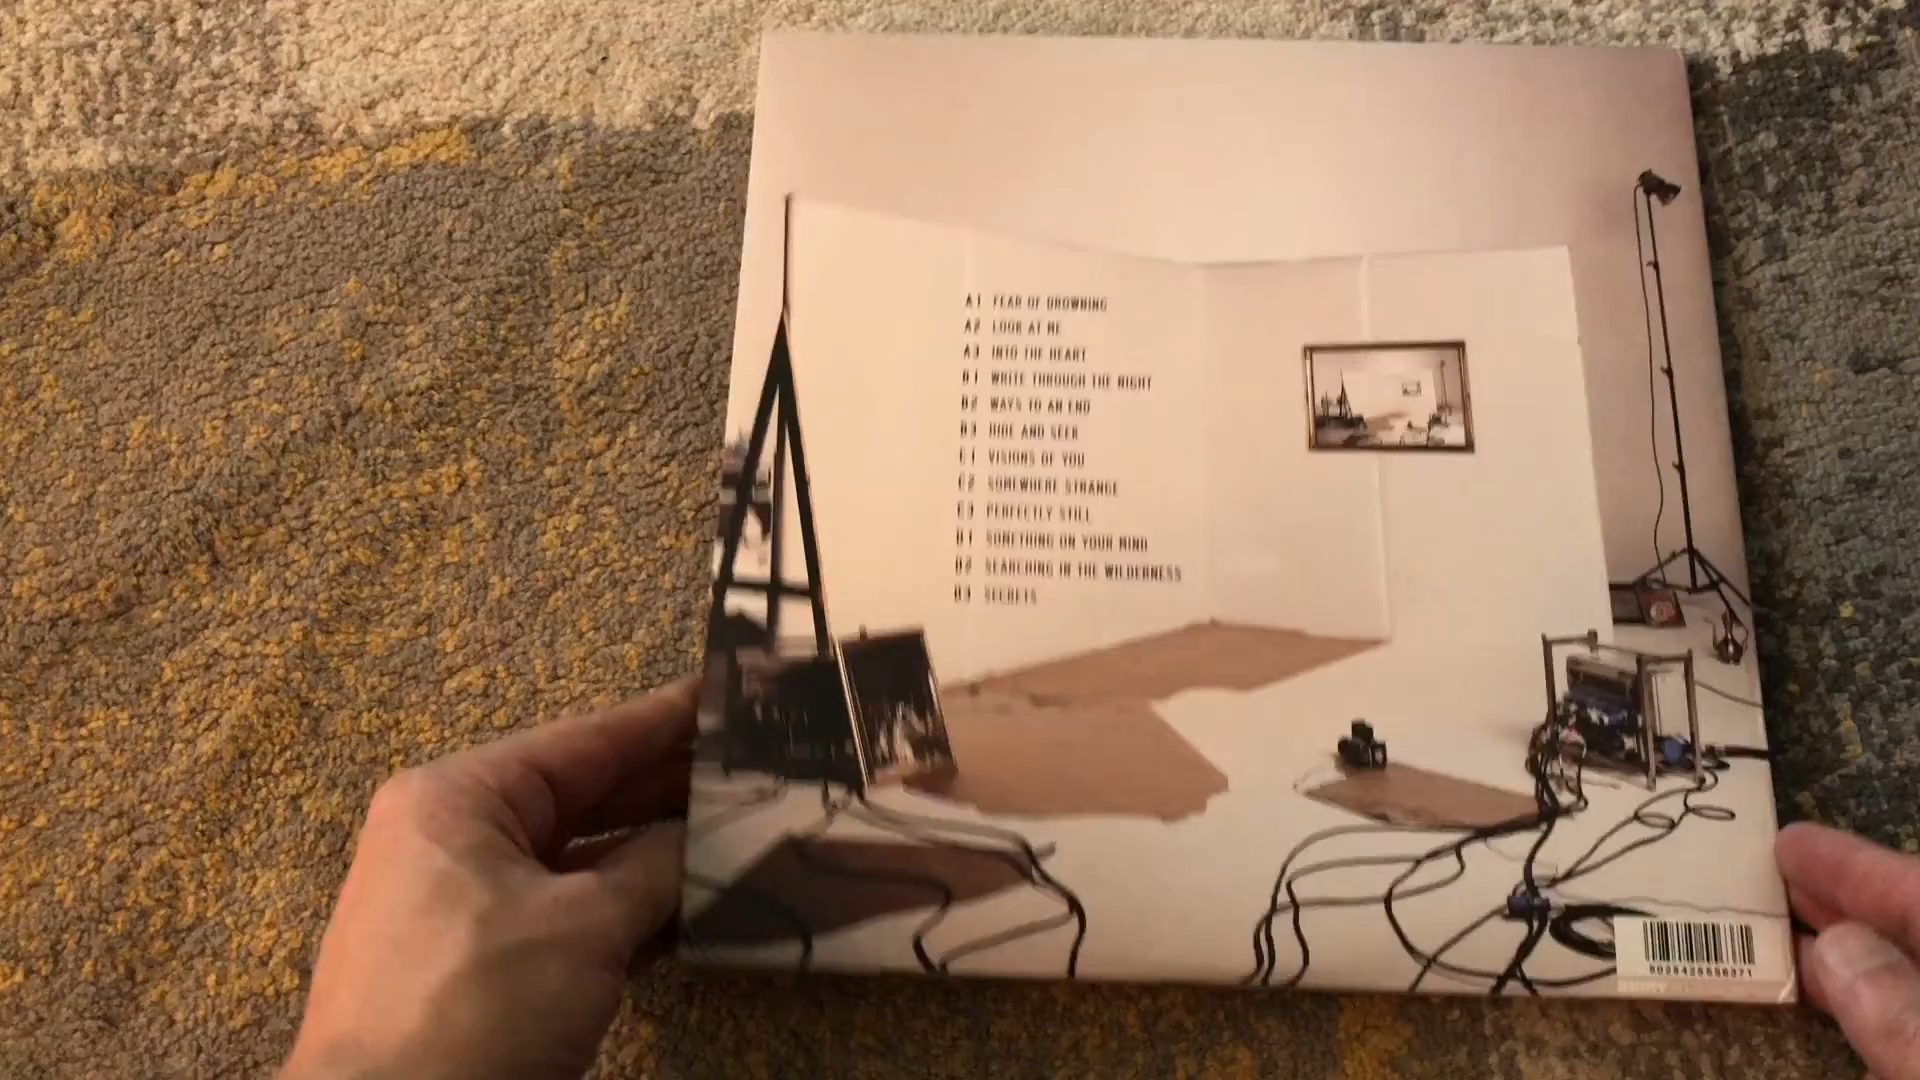 A1 FEAR OF DROWNING
A2 LOOK AT ME
A3 INTO THE HEART
B1 WRITE THROUGH THE NIGHT
B2 WAYS TO AN END
B3 HIDE AND SEEK
C1 VISIONS OF YOU
C2 SOMEWHERE STRANGE
C3 PERFECTLY STILL
D1 SOMETHING ON YOUR MIND
D2 SEARCHING IN THE WILDERNESS
D3 SECRETS